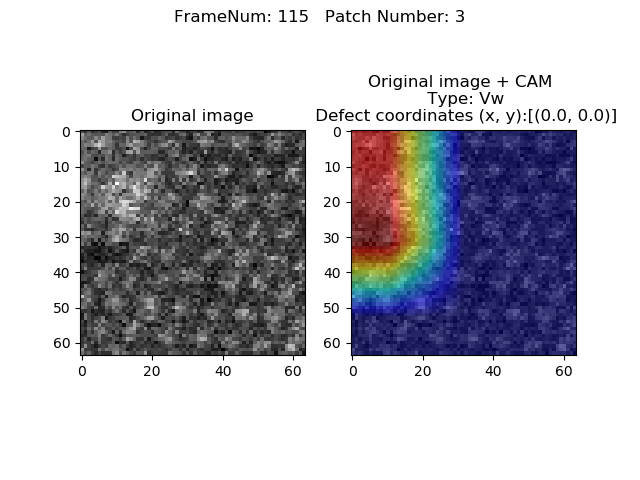 FrameNum: 115   Patch Number: 3
Original image
Original image + CAM
Type: Vw
Defect coordinates (x, y):[(0.0, 0.0)]
0
10
20
30
40
50
60
0 20 40 60
0
10
20
30
40
50
60
0 20 40 60